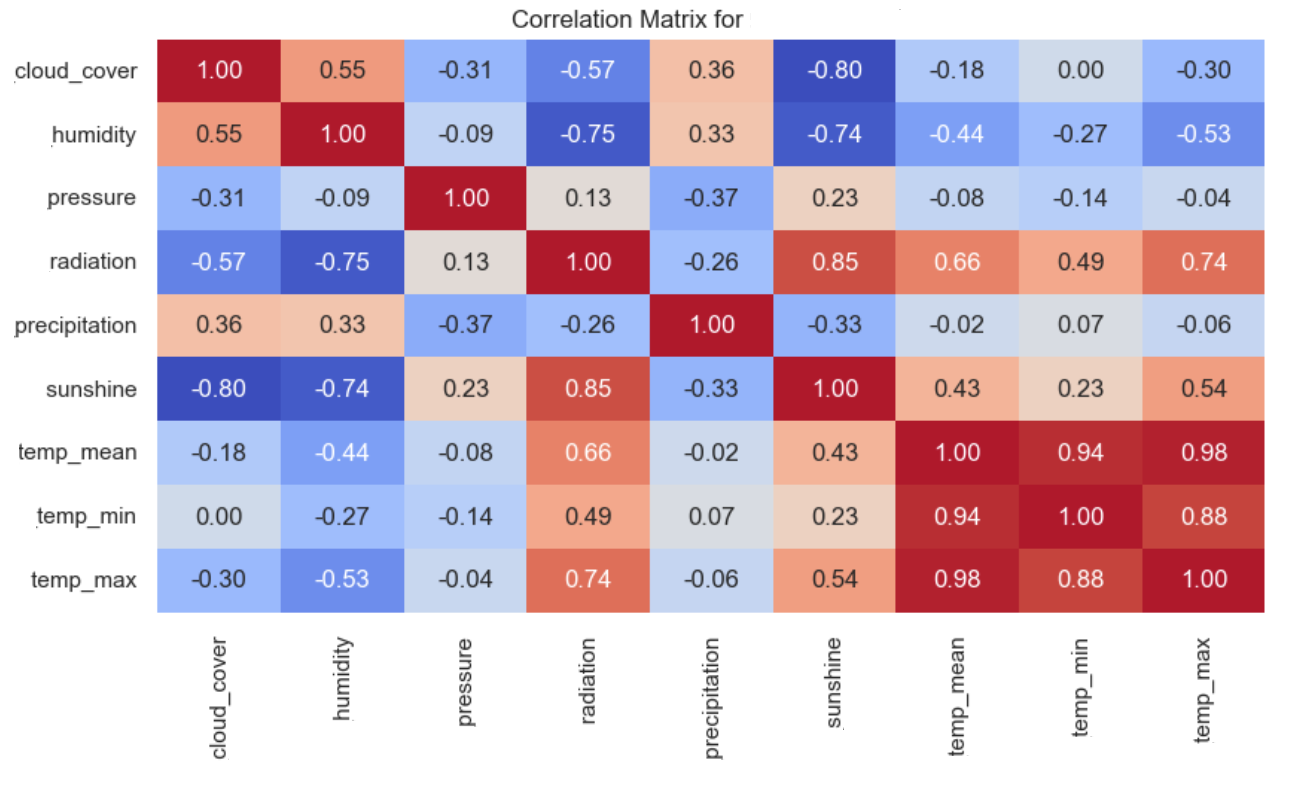 Correlation Matrix for
cloud_cover 1.00 0.55 -0.31 -0.57 0.36 -0.80 -0.18 0.00 -0.30
humidity 0.55 1.00 -0.09 -0.75 0.33 -0.74 -0.44 -0.27 -0.53
pressure -0.31 -0.09 1.00 0.13 -0.37 0.23 -0.08 -0.14 -0.04
radiation -0.57 -0.75 0.13 1.00 -0.26 0.85 0.66 0.49 0.74
precipitation 0.36 0.33 -0.37 -0.26 1.00 -0.33 -0.02 0.07 -0.06
sunshine -0.80 -0.74 0.23 0.85 -0.33 1.00 0.43 0.23 0.54
temp_mean -0.18 -0.44 -0.08 0.66 -0.02 0.43 1.00 0.94 0.98
temp_min 0.00 -0.27 -0.14 0.49 0.07 0.23 0.94 1.00 0.88
temp_max -0.30 -0.53 -0.04 0.74 -0.06 0.54 0.98 0.88 1.00
cloud_cover humidity pressure radiation precipitation sunshine temp_mean temp_min temp_max